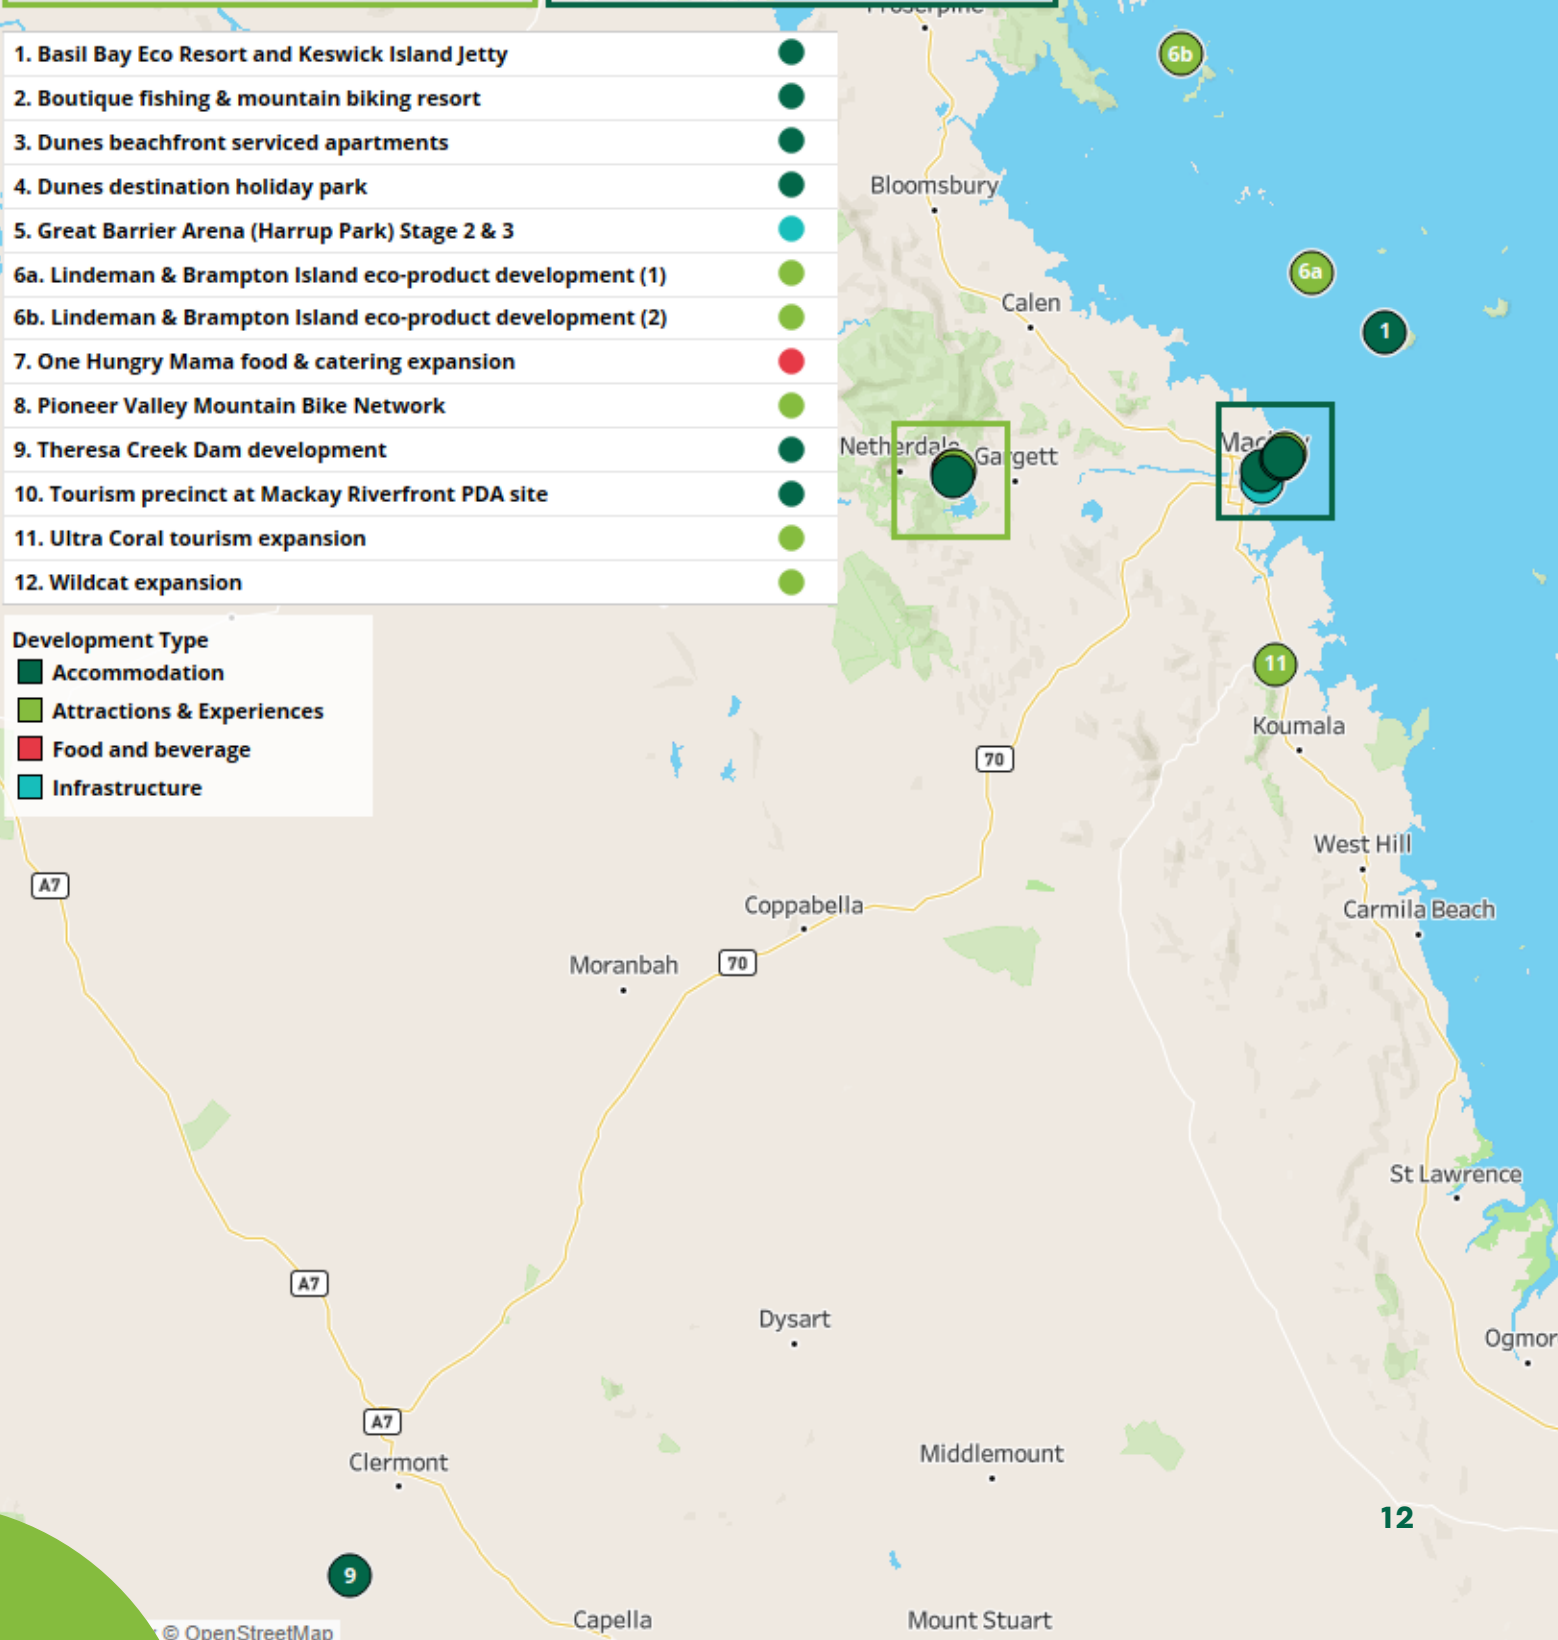 Proserpine
1. Basil Bay Eco Resort and Keswick Island Jetty
2. Boutique fishing & mountain biking resort
3. Dunes beachfront serviced apartments
4. Dunes destination holiday park
5. Great Barrier Arena (Harrup Park) Stage 2 & 3
6a. Lindeman & Brampton Island eco-product development (1)
6b. Lindeman & Brampton Island eco-product development (2)
7. One Hungry Mama food & catering expansion
8. Pioneer Valley Mountain Bike Network
9. Theresa Creek Dam development
10. Tourism precinct at Mackay Riverfront PDA site
11. Ultra Coral tourism expansion
12. Wildcat expansion
Development Type
Accommodation
Attractions & Experiences
Food and beverage
Infrastructure
6b
Bloomsbury
6a
Calen
1
Mackay
Netherdale
Gargett
11
Koumala
70
West Hill
A7
Coppabella
Carmila Beach
Moranbah
70
St Lawrence
A7
Dysart
Ogmor
A7
Clermont
Middlemount
12
9
Capella
Mount Stuart
© OpenStreetMap